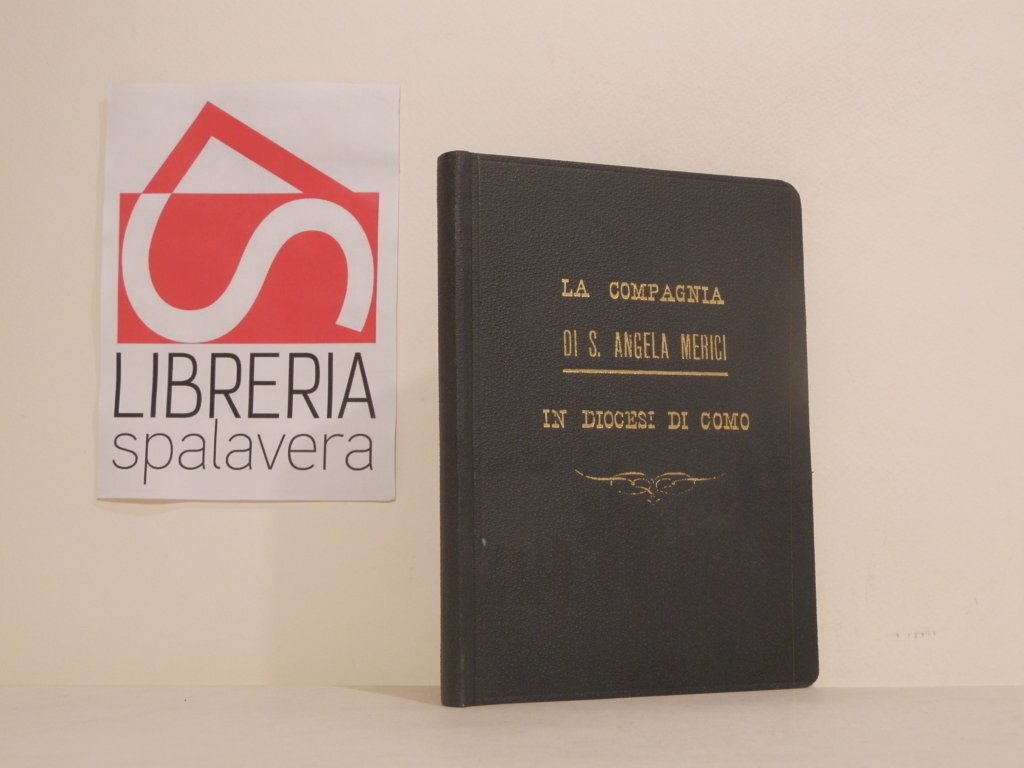 LIBRERIA
spalavera
LA COMPAGNIA
DI S. ANGELA MERICI
IN DIOCESI DI COMO